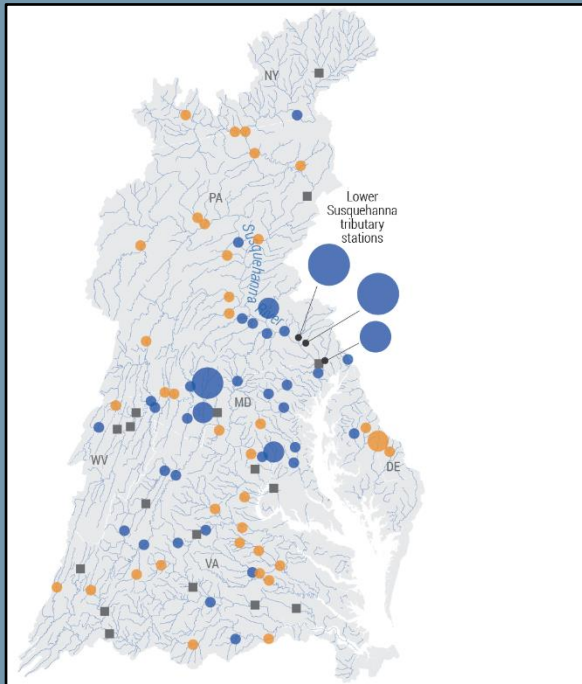 NY
PA
Lower
Susquehanna
tributary
stations
Susquehanna
River
MD
WV
DE
VA